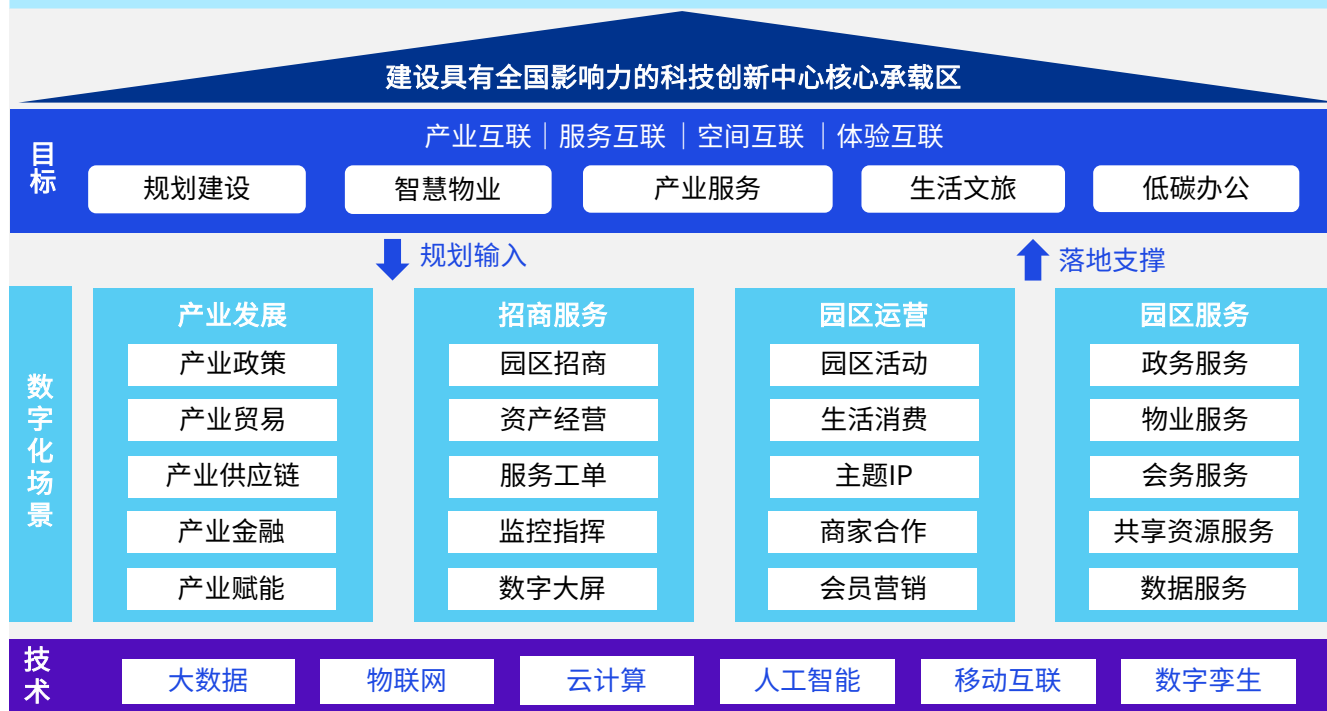 建设具有全国影响力的科技创新中心核心承载区
目标
产业互联｜服务互联｜空间互联｜体验互联
规划建设 智慧物业 产业服务 生活文旅 低碳办公
规划输入 落地支撑
数字化场景
产业发展
产业政策
产业贸易
产业供应链
产业金融
产业赋能
招商服务
园区招商
资产经营
服务工单
监控指挥
数字大屏
园区运营
园区活动
生活消费
主题IP
商家合作
会员营销
园区服务
政务服务
物业服务
会务服务
共享资源服务
数据服务
技术
大数据 物联网 云计算 人工智能 移动互联 数字孪生